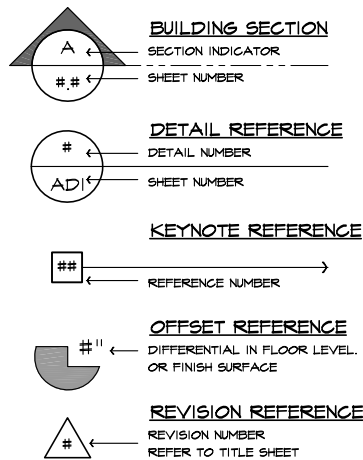 BUILDING SECTION
A
SECTION INDICATOR
#.#
SHEET NUMBER
DETAIL REFERENCE
#
DETAIL NUMBER
AD1
SHEET NUMBER
KEYNOTE REFERENCE
##
REFERENCE NUMBER
OFFSET REFERENCE
#"
DIFFERENTIAL IN FLOOR LEVEL.
OR FINISH SURFACE
REVISION REFERENCE
REVISION NUMBER
#
REFER TO TITLE SHEET